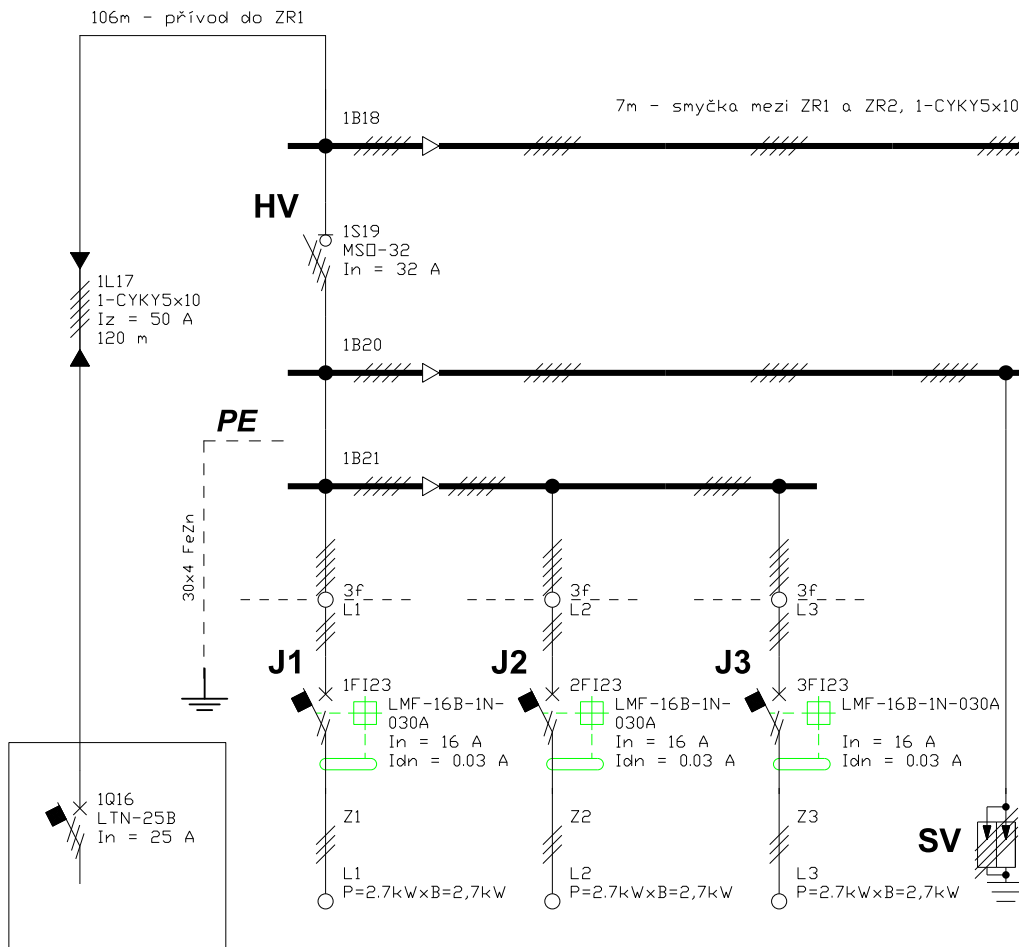 106m - přívod do ZR1
7m - smyčka mezi ZR1 a ZR2, 1-CYKY5x10
1B18
HV
1S19
MSO-32
In = 32 A
1L17
1-CYKY5x10
Iz = 50 A
120 m
1B20
PE
1B21
30x4 FeZn
3f
L1
3f
L2
3f
L3
J1
1FI23
LMF-16B-1N-
030A
In = 16 A
Idn = 0.03 A
J2
2FI23
LMF-16B-1N-
030A
In = 16 A
Idn = 0.03 A
J3
3FI23
LMF-16B-1N-030A
In = 16 A
Idn = 0.03 A
1Q16
LTN-25B
In = 25 A
Z1
Z2
Z3
SV
L1
P=2.7kWxB=2,7kW
L2
P=2.7kWxB=2,7kW
L3
P=2.7kWxB=2,7kW